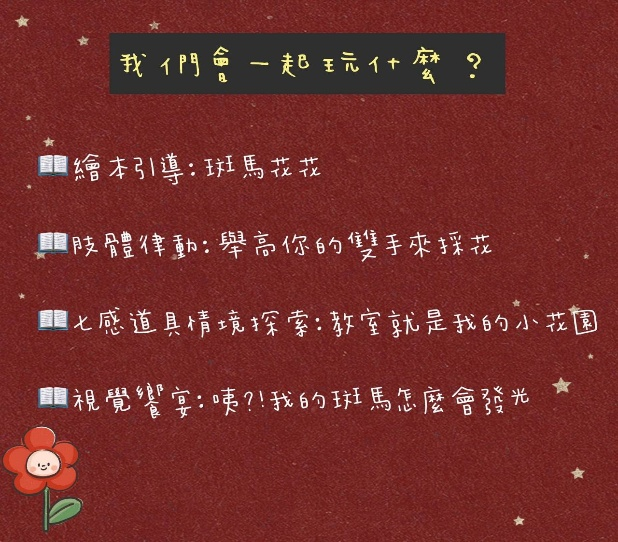 我們會一起玩什麼？
📖繪本引導:斑馬花花
📖肢體律動:舉高你的雙手來採花
📖七感道具情境探索:教室就是我的小花園
📖視覺饗宴:咦?!我的斑馬怎麼會發光